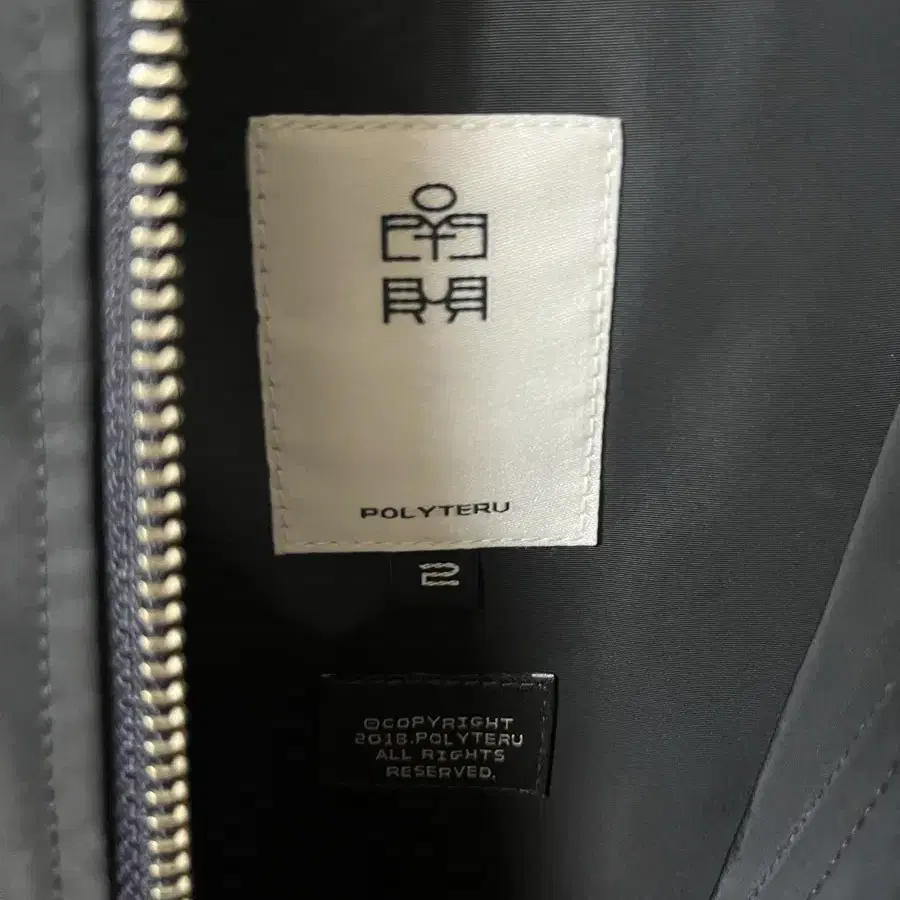 POLYTERU
2
©COPYRIGHT
2018.POLYTERU
ALL RIGHTS
RESERVED.